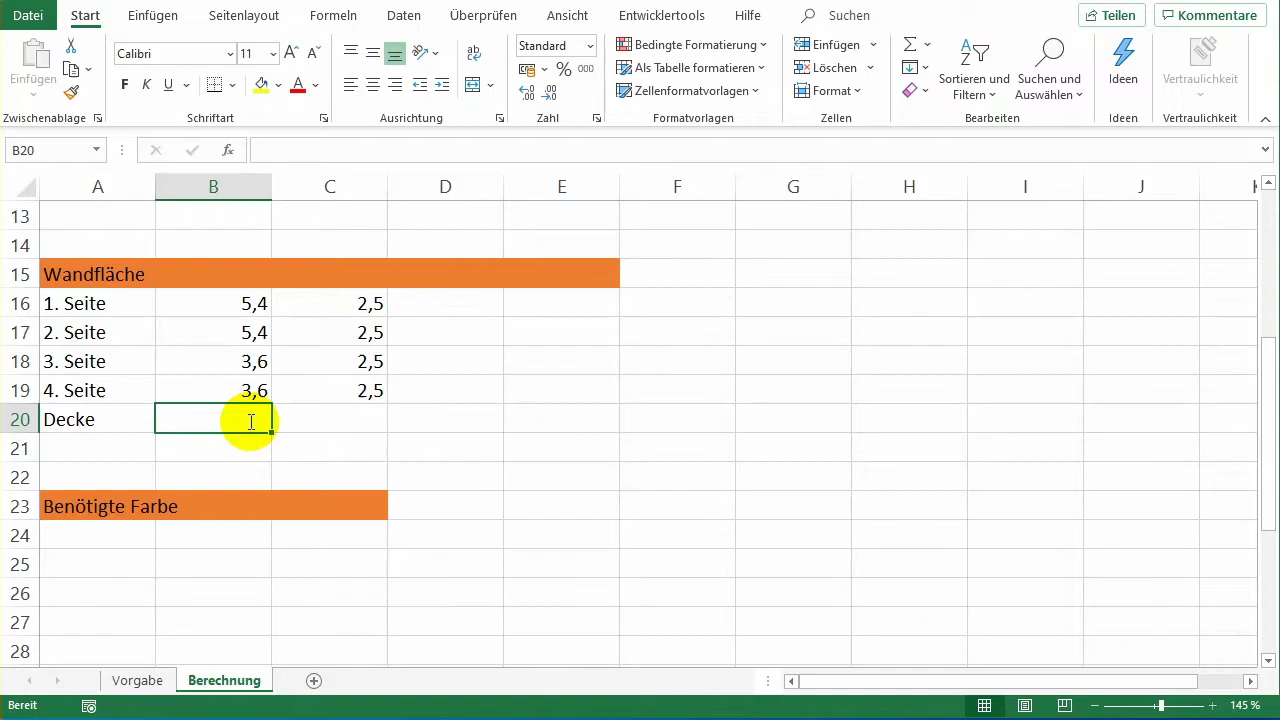 Datei Start Einfügen Seitenlayout Formeln Daten Überprüfen Ansicht Entwicklertools Hilfe Suchen Teilen Kommentare
Einfügen
Zwischenablage
Calibri 11
F K U
Schriftart
Ausrichtung
Standard
% 000
Zahl
Bedingte Formatierung
Als Tabelle formatieren
Zellenformatvorlagen
Formatvorlagen
Einfügen
Löschen
Format
Zellen
Sortieren und
Filtern
Suchen und
Auswählen
Bearbeiten
Ideen
Ideen
Vertraulichkeit
Vertraulichkeit
B20 fx
A B C D E F G H I J K
13
14
15 Wandfläche
16 1. Seite 5,4 2,5
17 2. Seite 5,4 2,5
18 3. Seite 3,6 2,5
19 4. Seite 3,6 2,5
20 Decke
21
22
23 Benötigte Farbe
24
25
26
27
28
Vorgabe Berechnung
Bereit 145 %